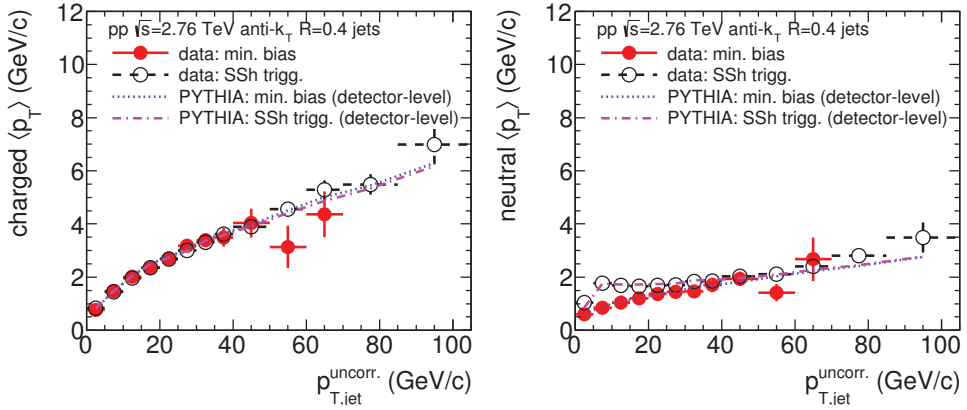 pp √s=2.76 TeV anti-k_T R=0.4 jets
data: min. bias
data: SSh trigg.
PYTHIA: min. bias (detector-level)
PYTHIA: SSh trigg. (detector-level)
charged ⟨p_T⟩ (GeV/c)
12
10
8
6
4
2
0
0 20 40 60 80 100
p_T,jet^uncorr. (GeV/c)
pp √s=2.76 TeV anti-k_T R=0.4 jets
data: min. bias
data: SSh trigg.
PYTHIA: min. bias (detector-level)
PYTHIA: SSh trigg. (detector-level)
neutral ⟨p_T⟩ (GeV/c)
12
10
8
6
4
2
0
0 20 40 60 80 100
p_T,jet^uncorr. (GeV/c)